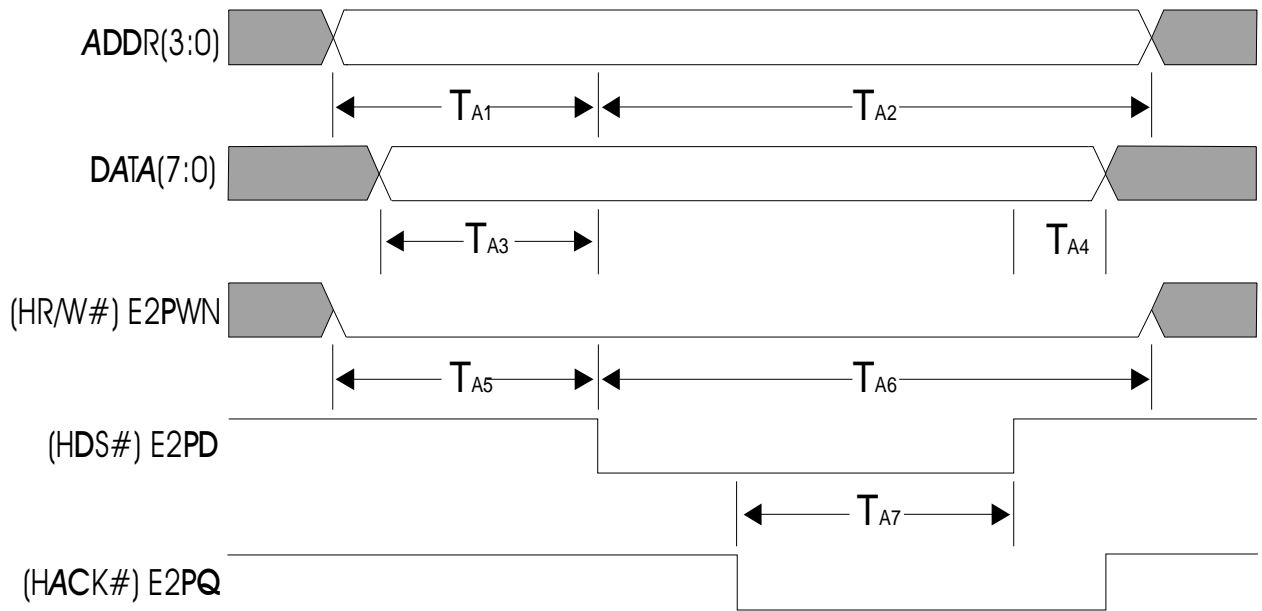 ADDR(3:0)
TA1
TA2
DATA(7:0)
TA3
TA4
(HR/W#) E2PWN
TA5
TA6
(HDS#) E2PD
TA7
(HACK#) E2PQ